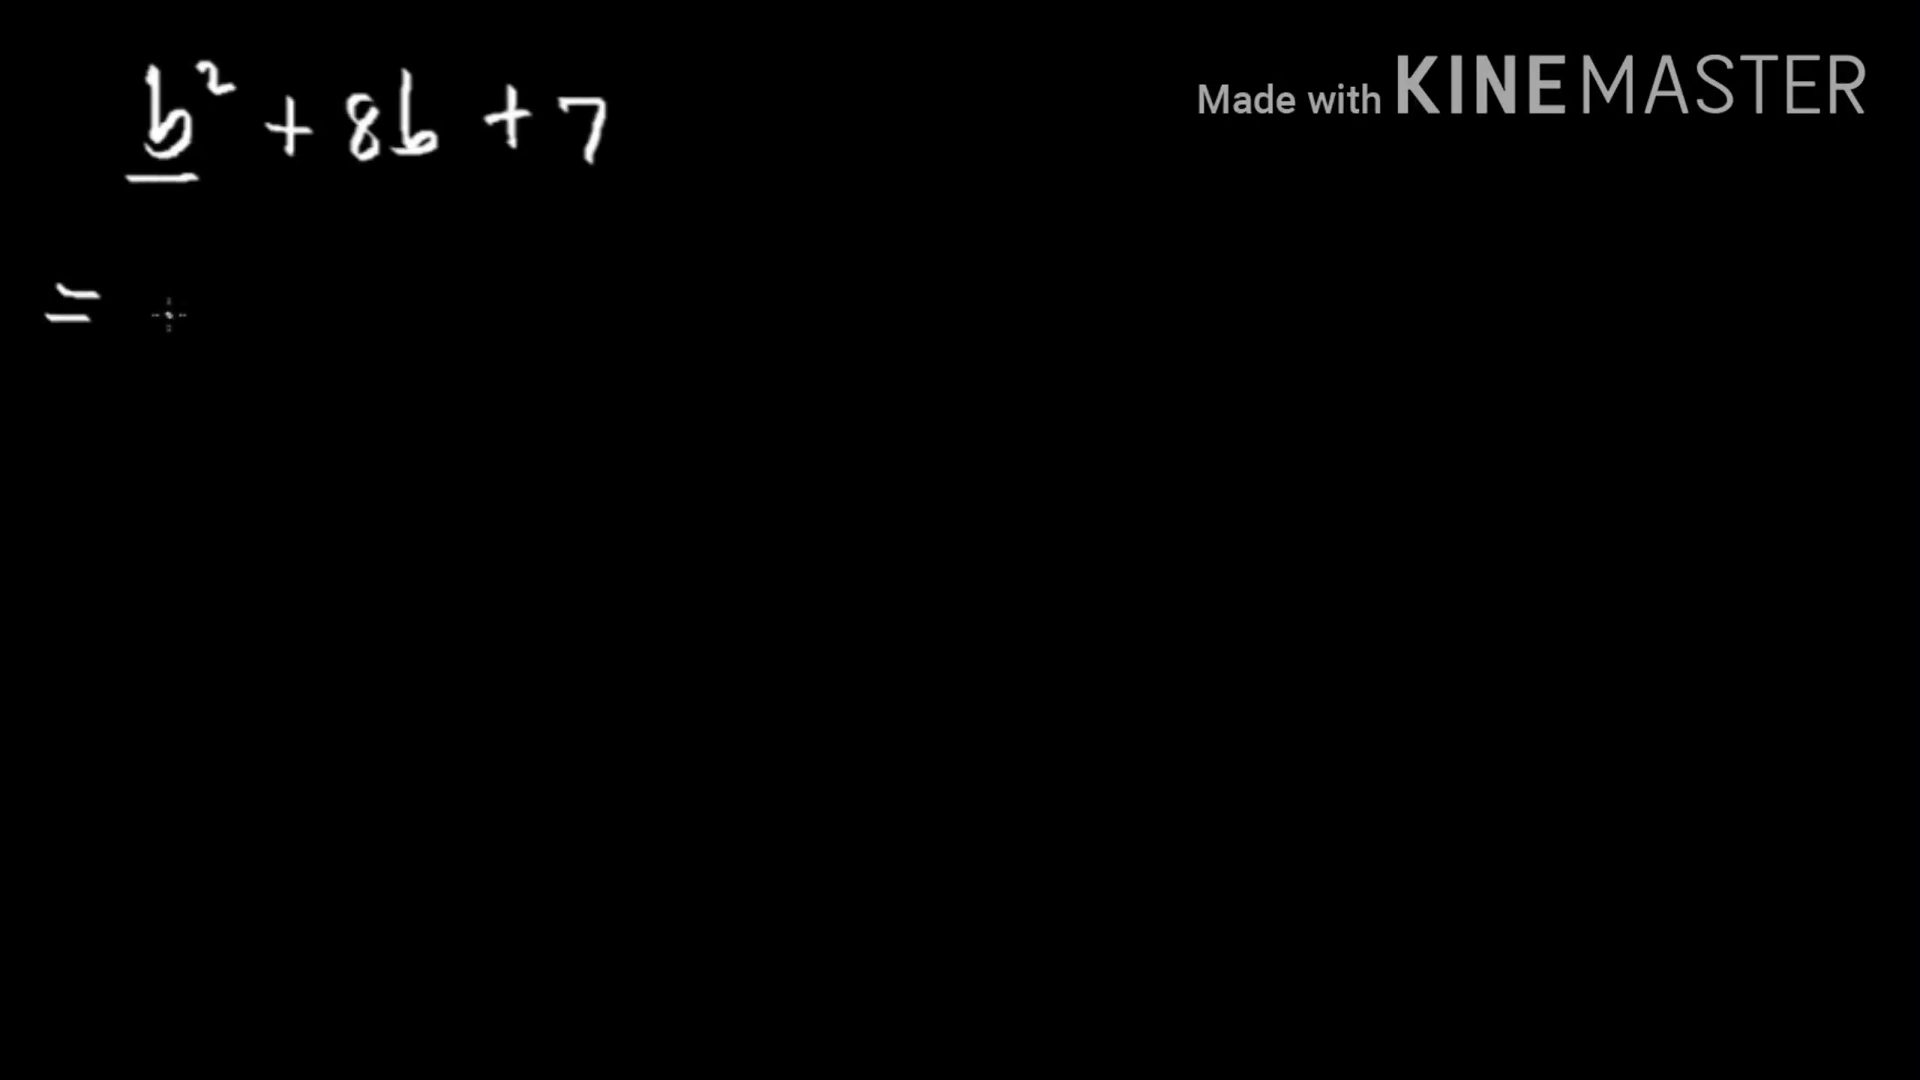 b² + 8b + 7
Made with KINEMASTER
=